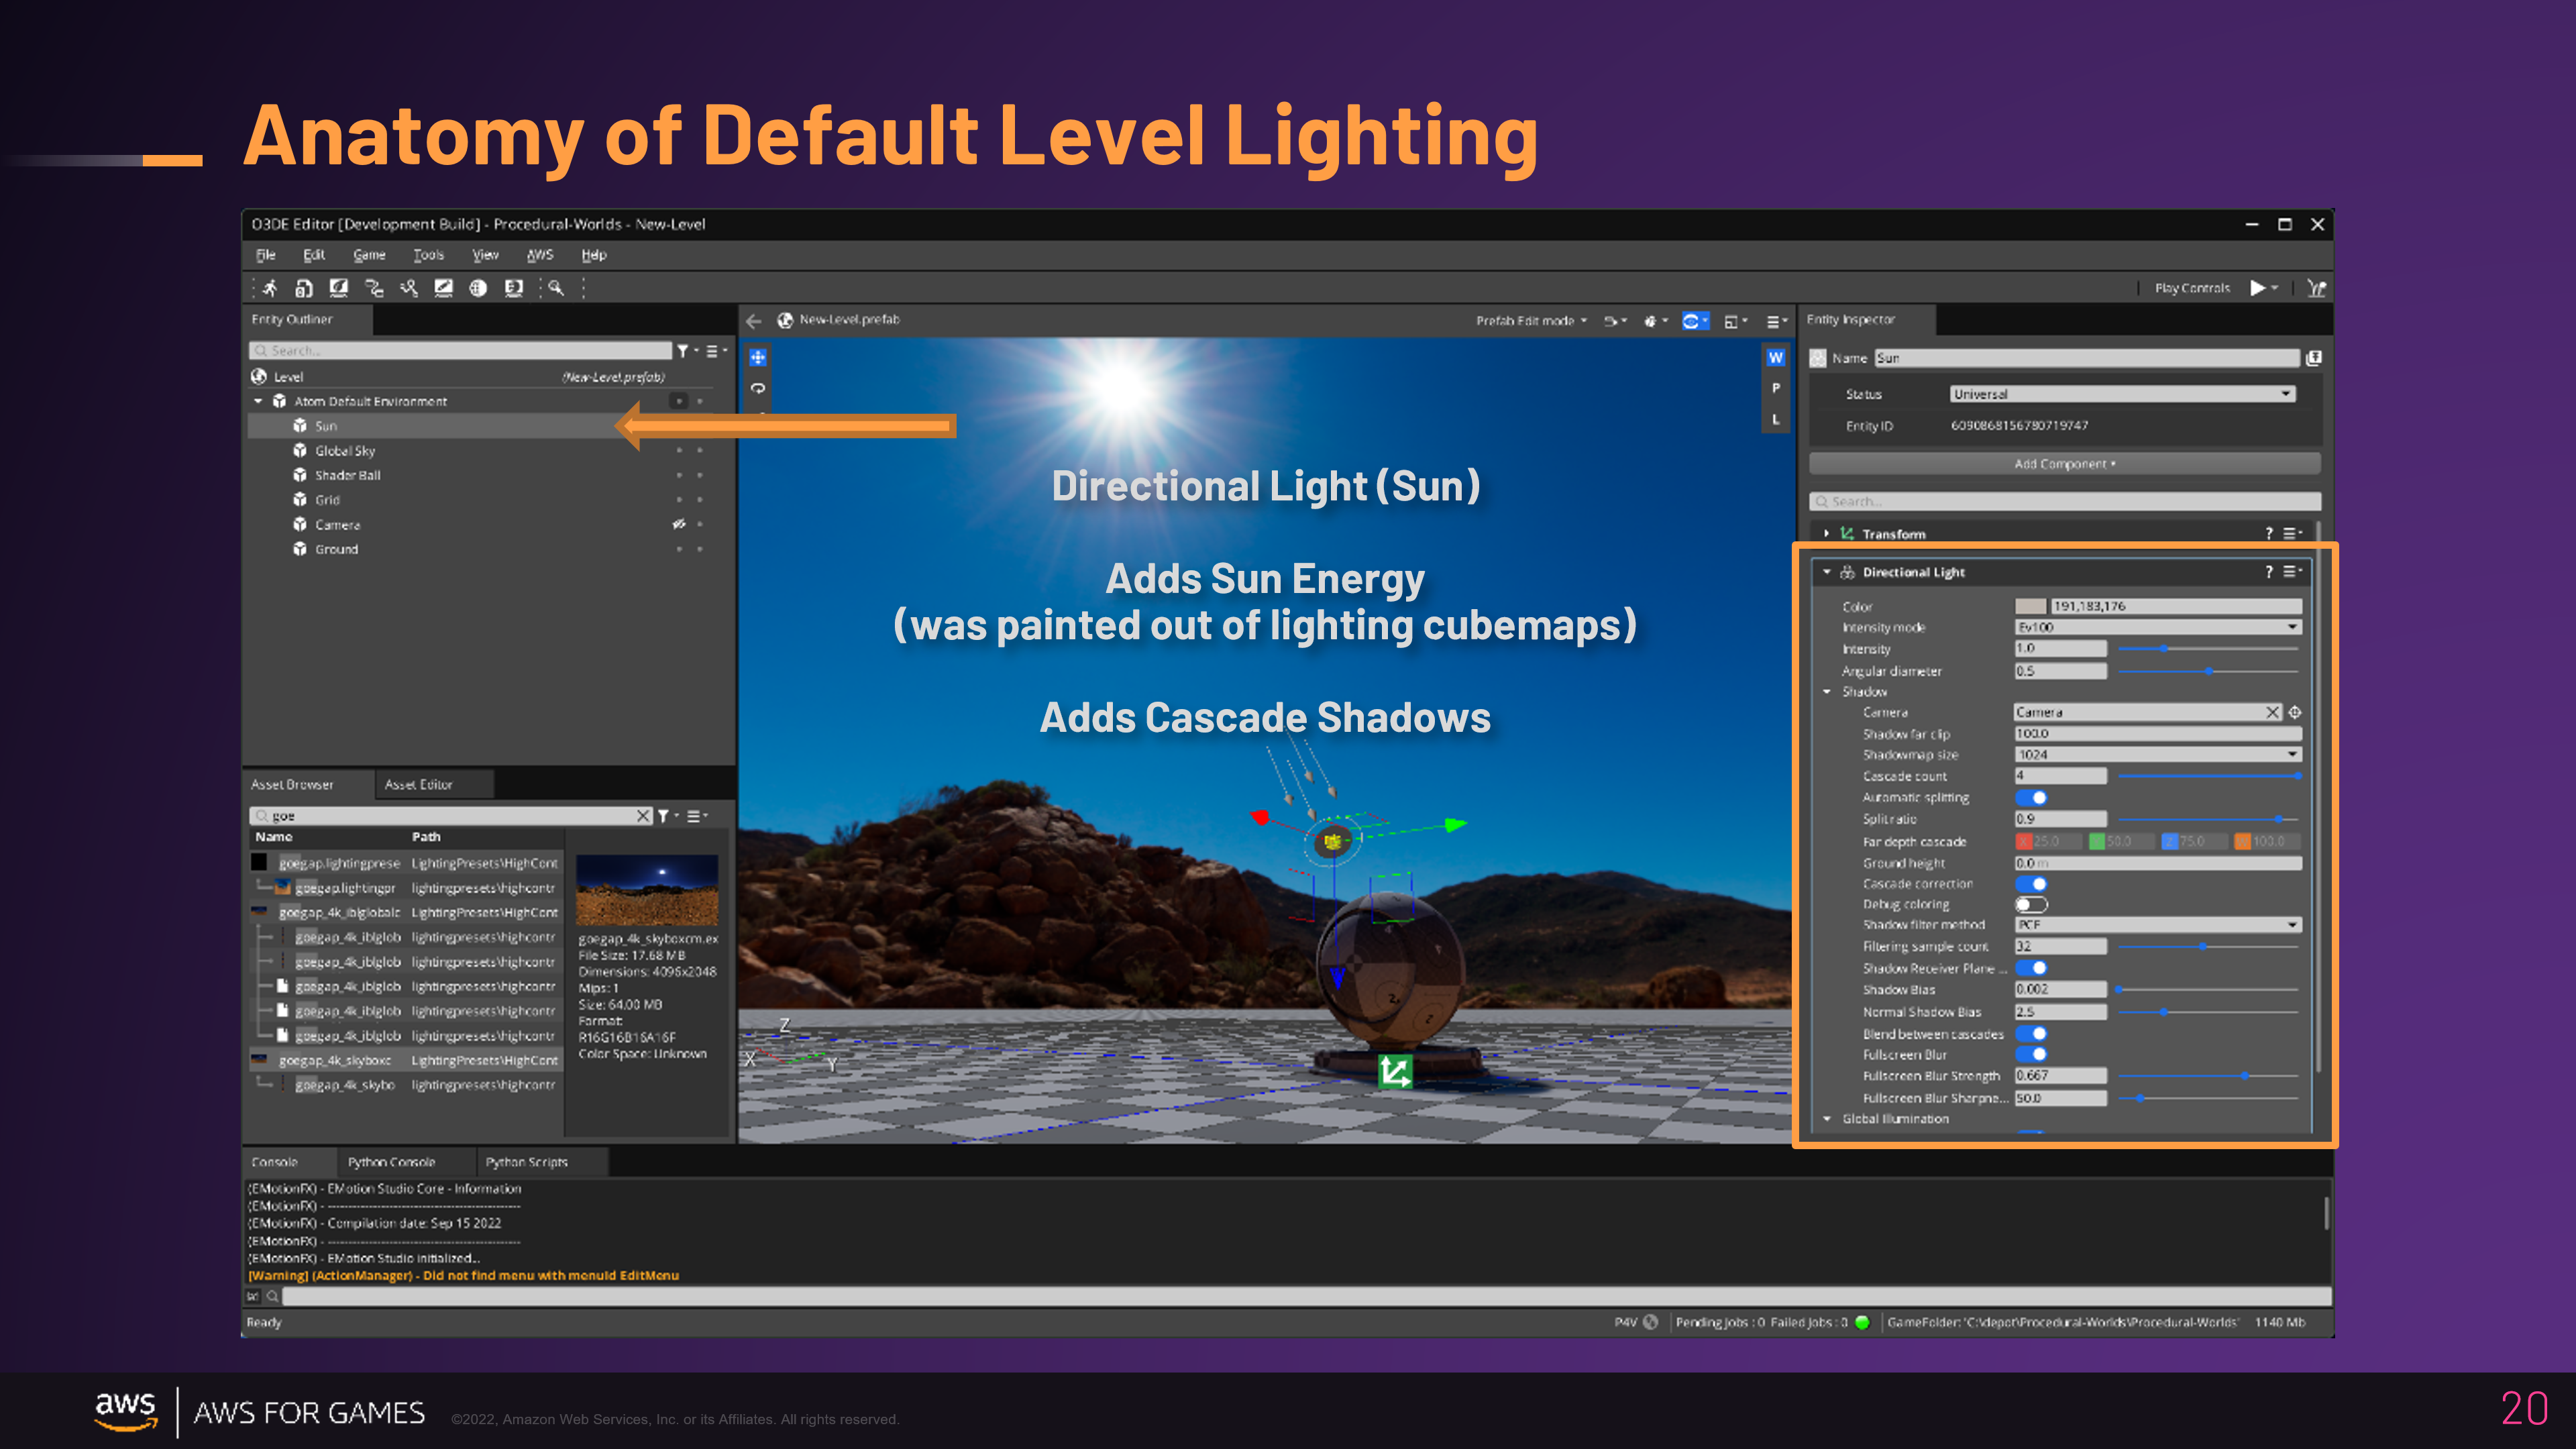 Anatomy of Default Level Lighting
O3DE Editor [Development Build] - Procedural-Worlds - New-Level
File Edit Game Tools View AWS Help
Play Controls
Entity Outliner
Search...
Level (New-Level.prefab)
Atom Default Environment
Sun
Global Sky
Shader Ball
Grid
Camera
Ground
New-Level.prefab
Prefab Edit mode
W
P
L
Directional Light (Sun)
Adds Sun Energy
(was painted out of lighting cubemaps)
Adds Cascade Shadows
Z
X
Y
Entity Inspector
Name Sun
Status Universal
Entity ID 6090868156780719747
Add Component
Search...
Transform ?
Directional Light ?
Color 191,183,176
Intensity mode Ev100
Intensity 1.0
Angular diameter 0.5
Shadow
Camera Camera
Shadow far clip 100.0
Shadowmap size 1024
Cascade count 4
Automatic splitting
Split ratio 0.9
Far depth cascade X 25.0 50.0 Z 75.0 100.0
Ground height 0.0 m
Cascade correction
Debug coloring
Shadow filter method PCF
Filtering sample count 32
Shadow Receiver Plane ...
Shadow Bias 0.002
Normal Shadow Bias 2.5
Blend between cascades
Fullscreen Blur
Fullscreen Blur Strength 0.667
Fullscreen Blur Sharpne... 50.0
Global Illumination
Asset Browser Asset Editor
goe
Name Path
goegap.lightingprese LightingPresets\HighCont
goegap.lightingpr lightingpresets\highcontr
goegap_4k_iblglobalc LightingPresets\HighCont
goegap_4k_iblglob lightingpresets\highcontr
goegap_4k_iblglob lightingpresets\highcontr
goegap_4k_iblglob lightingpresets\highcontr
goegap_4k_iblglob lightingpresets\highcontr
goegap_4k_iblglob lightingpresets\highcontr
goegap_4k_skyboxc LightingPresets\HighCont
goegap_4k_skybo lightingpresets\highcontr
goegap_4k_skyboxcm.ex
File Size: 17.68 MB
Dimensions: 4096x2048
Mips: 1
Size: 64.00 MB
Format:
R16G16B16A16F
Color Space: Unknown
Console Python Console Python Scripts
(EMotionFX) - EMotion Studio Core - Information
(EMotionFX) - -----------------------------------------------
(EMotionFX) - Compilation date: Sep 15 2022
(EMotionFX) - -----------------------------------------------
(EMotionFX) - EMotion Studio initialized...
[Warning] (ActionManager) - Did not find menu with menuId EditMenu
Ready
P4V Pending Jobs : 0 Failed Jobs : 0 GameFolder: 'C:\depot\Procedural-Worlds\Procedural-Worlds' 1140 Mb
aws AWS FOR GAMES ©2022, Amazon Web Services, Inc. or its Affiliates. All rights reserved. 20